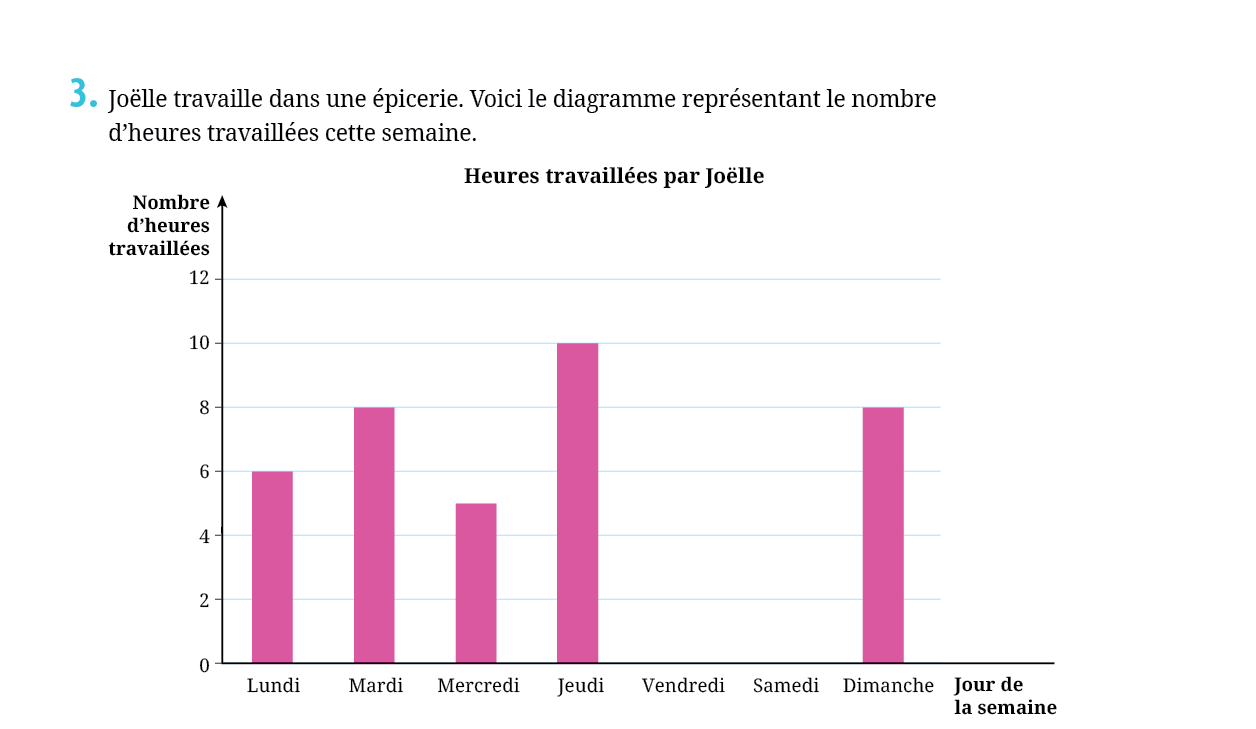 3. Joëlle travaille dans une épicerie. Voici le diagramme représentant le nombre
d’heures travaillées cette semaine.
Heures travaillées par Joëlle
Nombre
d’heures
travaillées
12
10
8
6
4
2
0
Lundi Mardi Mercredi Jeudi Vendredi Samedi Dimanche Jour de
la semaine